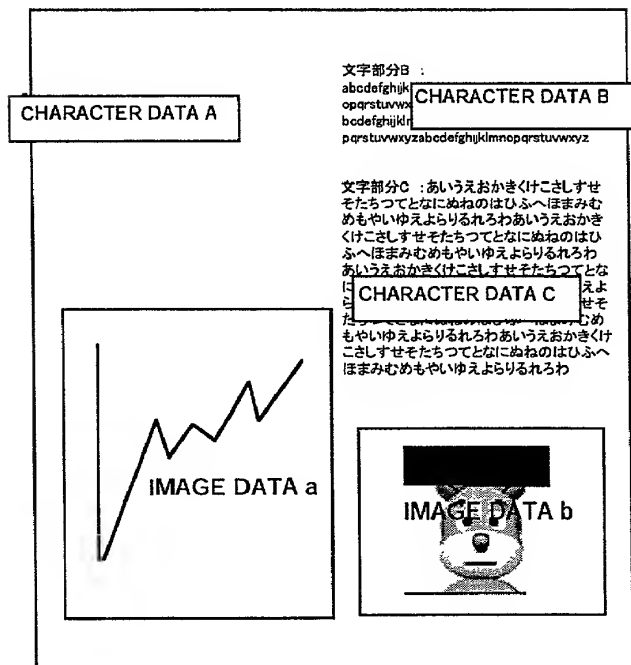 CHARACTER DATA A
文字部分B :
abcdefghijk
opqrstuvwx
CHARACTER DATA B
bcdefghijkl
pqrstuvwxyzabcdefghijklmnopqrstuvwxyz
文字部分C :あいうえおかきくけこさしすせ
そたちつてとなにぬねのはひふへほまみむ
めもやいゆえよらりるれろわあいうえおかき
くけこさしすせそたちつてとなにぬねのはひ
ふへほまみむめもやいゆえよらりるれろわ
あいうえおかきくけこさしすせそたちつてとな
に えよ
CHARACTER DATA C
ら せそ
た むめ
もやいゆえよらりるれろわあいうえおかきくけ
こさしすせそたちつてとなにぬねのはひふへ
ほまみむめもやいゆえよらりるれろわ
IMAGE DATA a
IMAGE DATA b